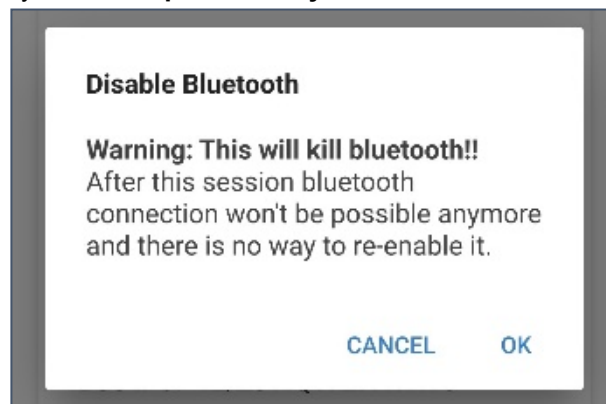 Disable Bluetooth
Warning: This will kill bluetooth!!
After this session bluetooth
connection won't be possible anymore
and there is no way to re-enable it.
CANCEL OK